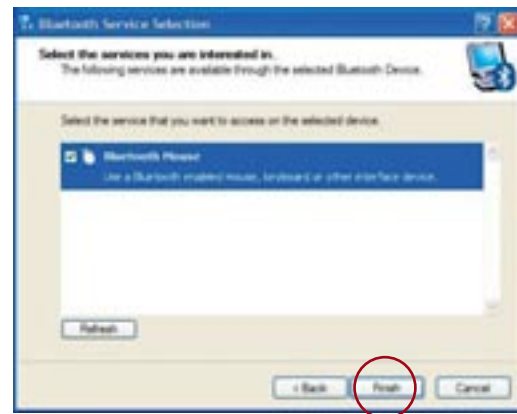 Bluetooth Service Selection
Select the services you are interested in.
The following services are available through the selected Bluetooth Device.
Select the service that you want to access on the selected device.
Bluetooth Mouse
Use a Bluetooth enabled mouse, keyboard or other interface device.
Refresh
< Back Finish Cancel